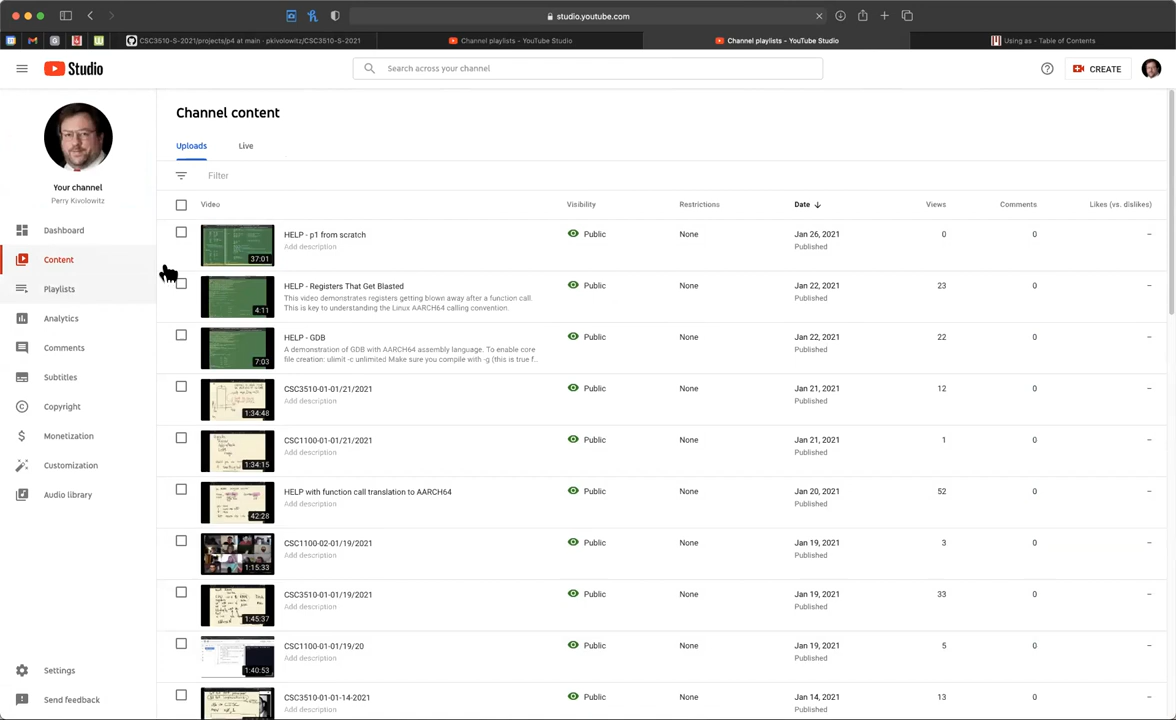 studio.youtube.com
CSC3510-S-2021/projects/p4 at main · pkivolowitz/CSC3510-S-2021
Channel playlists - YouTube Studio
Channel playlists - YouTube Studio
Using as - Table of Contents
Studio
Search across your channel
CREATE
Your channel
Perry Kivolowitz
Dashboard
Content
Playlists
Analytics
Comments
Subtitles
Copyright
Monetization
Customization
Audio library
Settings
Send feedback
Channel content
Uploads Live
Filter
Video Visibility Restrictions Date Views Comments Likes (vs. dislikes)
HELP - p1 from scratch Public None Jan 26, 2021 0 0 –
Add description Published
37:01
HELP - Registers That Get Blasted Public None Jan 22, 2021 23 0 –
This video demonstrates registers getting blown away after a function call. Published
This is key to understanding the Linux AARCH64 calling convention.
4:11
HELP - GDB Public None Jan 22, 2021 22 0 –
A demonstration of GDB with AARCH64 assembly language. To enable core Published
file creation: ulimit -c unlimited Make sure you compile with -g (this is true f...
7:03
CSC3510-01-01/21/2021 Public None Jan 21, 2021 12 0 –
Add description Published
1:34:48
CSC1100-01-01/21/2021 Public None Jan 21, 2021 1 0 –
Add description Published
1:34:15
HELP with function call translation to AARCH64 Public None Jan 20, 2021 52 0 –
Add description Published
42:28
CSC1100-02-01/19/2021 Public None Jan 19, 2021 3 0 –
Add description Published
1:15:33
CSC3510-01-01/19/2021 Public None Jan 19, 2021 33 0 –
Add description Published
1:45:37
CSC1100-01-01/19/20 Public None Jan 19, 2021 5 0 –
Add description Published
1:40:53
CSC3510-01-01-14-2021 Public None Jan 14, 2021 13 0 –
Add description Published